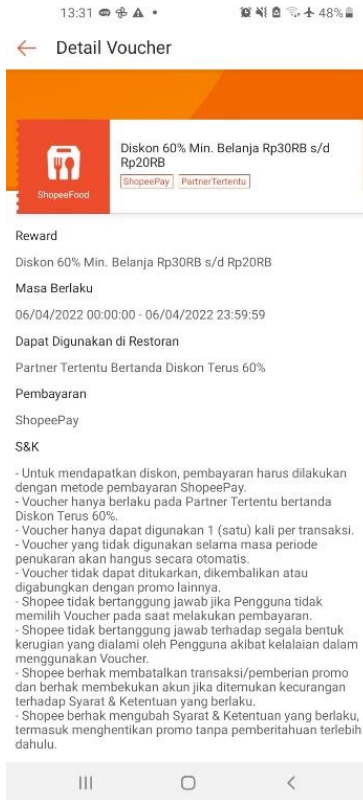 13:31
48%
Detail Voucher
Diskon 60% Min. Belanja Rp30RB s/d
Rp20RB
ShopeePay PartnerTertentu
ShopeeFood
Reward
Diskon 60% Min. Belanja Rp30RB s/d Rp20RB
Masa Berlaku
06/04/2022 00:00:00 - 06/04/2022 23:59:59
Dapat Digunakan di Restoran
Partner Tertentu Bertanda Diskon Terus 60%
Pembayaran
ShopeePay
S&K
- Untuk mendapatkan diskon, pembayaran harus dilakukan
dengan metode pembayaran ShopeePay.
- Voucher hanya berlaku pada Partner Tertentu bertanda
Diskon Terus 60%.
- Voucher hanya dapat digunakan 1 (satu) kali per transaksi.
- Voucher yang tidak digunakan selama masa periode
penukaran akan hangus secara otomatis.
- Voucher tidak dapat ditukarkan, dikembalikan atau
digabungkan dengan promo lainnya.
- Shopee tidak bertanggung jawab jika Pengguna tidak
memilih Voucher pada saat melakukan pembayaran.
- Shopee tidak bertanggung jawab terhadap segala bentuk
kerugian yang dialami oleh Pengguna akibat kelalaian dalam
menggunakan Voucher.
- Shopee berhak membatalkan transaksi/pemberian promo
dan berhak membekukan akun jika ditemukan kecurangan
terhadap Syarat & Ketentuan yang berlaku.
- Shopee berhak mengubah Syarat & Ketentuan yang berlaku,
termasuk menghentikan promo tanpa pemberitahuan terlebih
dahulu.